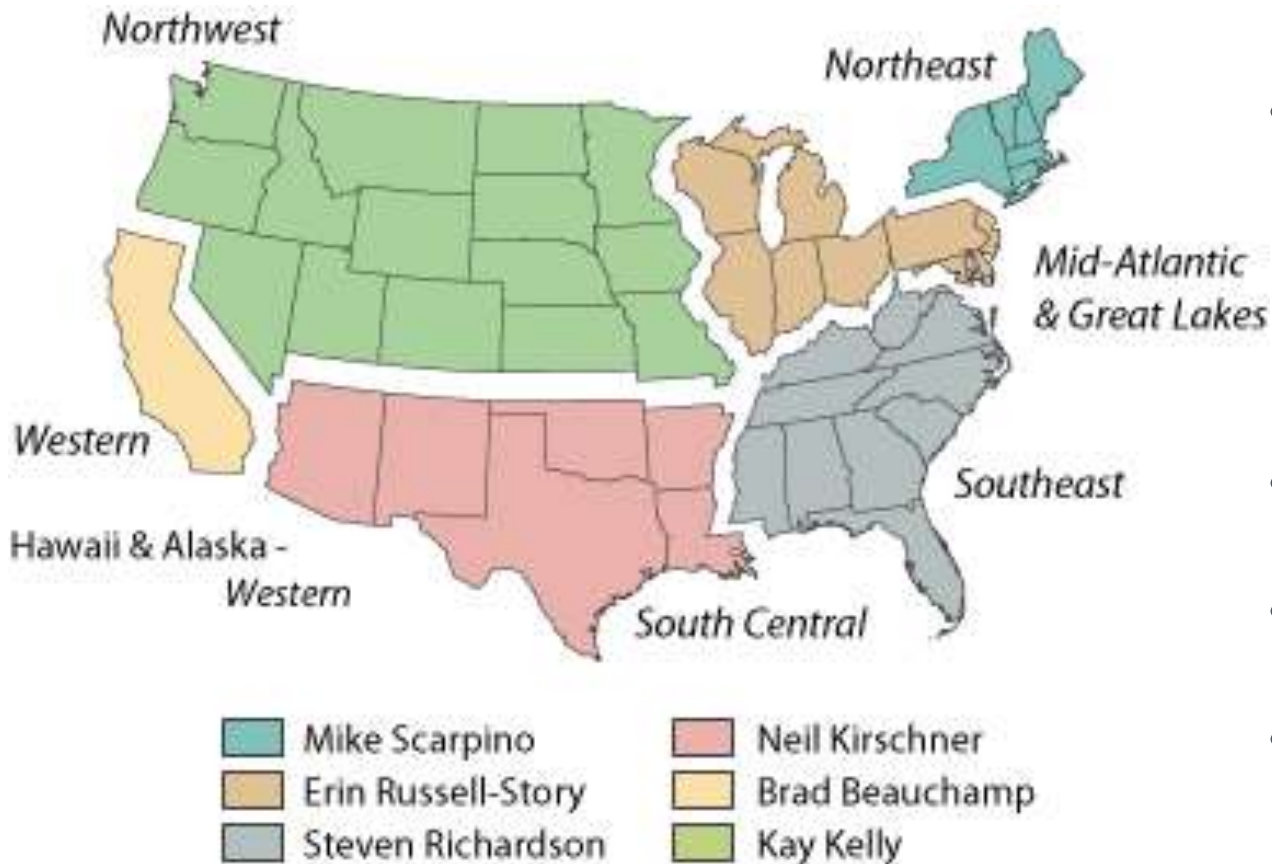 Northwest
Northeast
Mid-Atlantic
& Great Lakes
Western
Southeast
Hawaii & Alaska -
Western
South Central
Mike Scarpino
Neil Kirschner
Erin Russell-Story
Brad Beauchamp
Steven Richardson
Kay Kelly